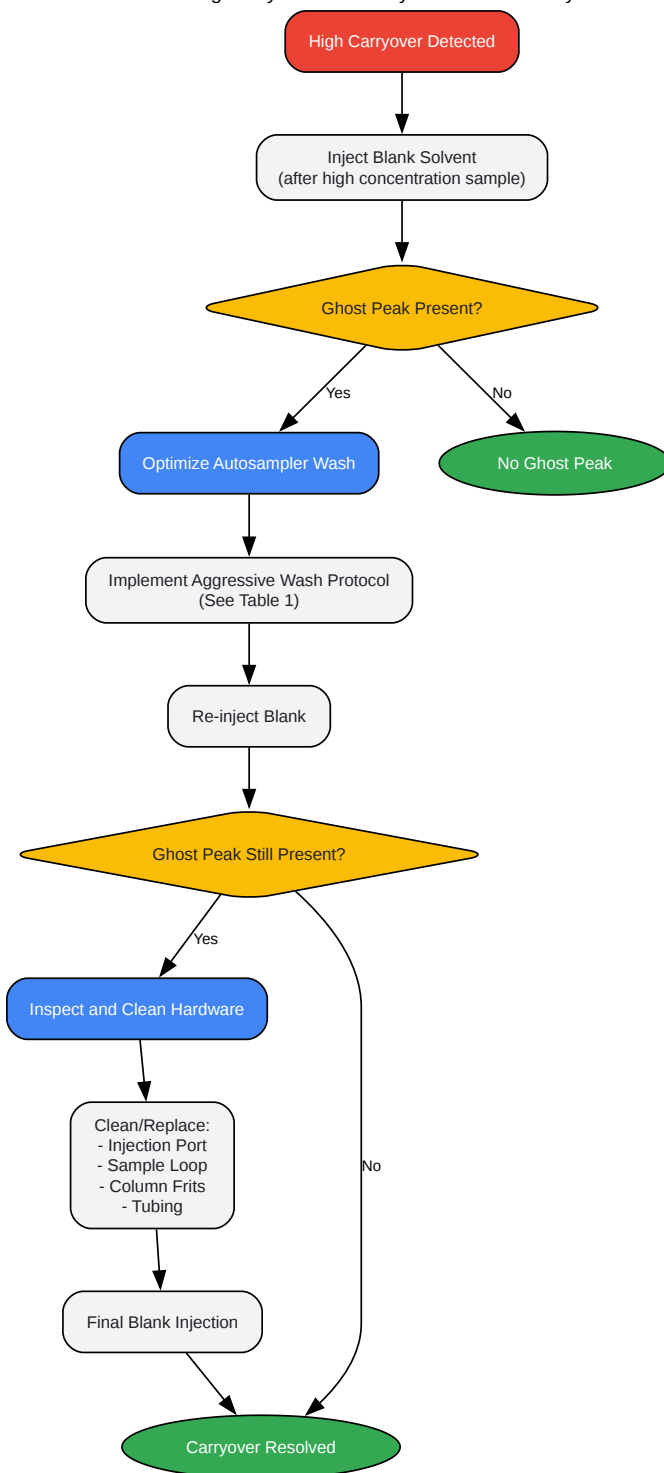 High Carryover Detected
Inject Blank Solvent
(after high concentration sample)
Ghost Peak Present?
Yes
No
Optimize Autosampler Wash
No Ghost Peak
Implement Aggressive Wash Protocol
(See Table 1)
Re-inject Blank
Ghost Peak Still Present?
Yes
Inspect and Clean Hardware
Clean/Replace:
- Injection Port
- Sample Loop
- Column Frits
- Tubing
No
Final Blank Injection
Carryover Resolved